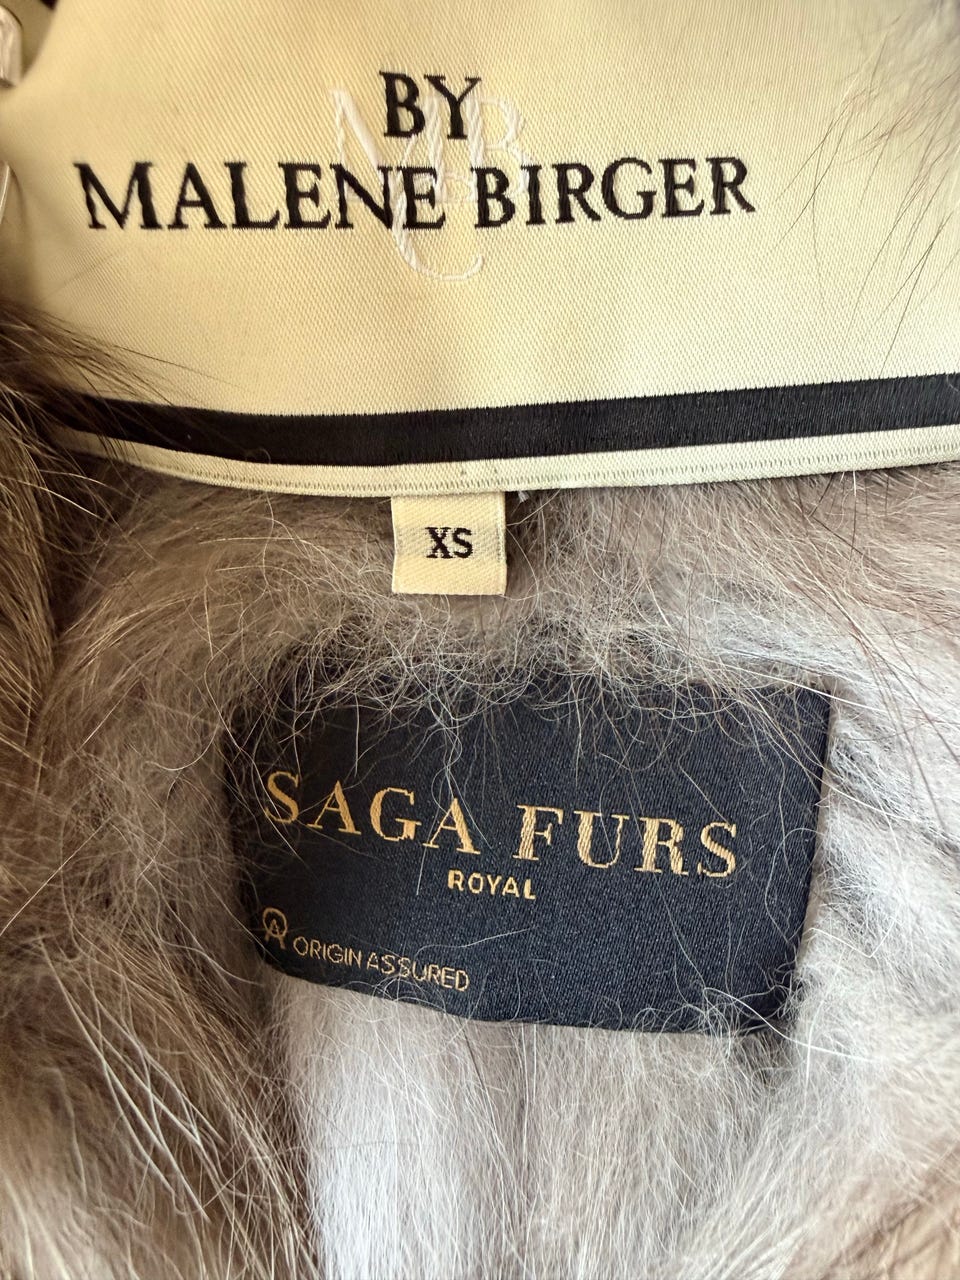 BY
MALENE BIRGER
XS
SAGA FURS
ROYAL
ORIGIN ASSURED